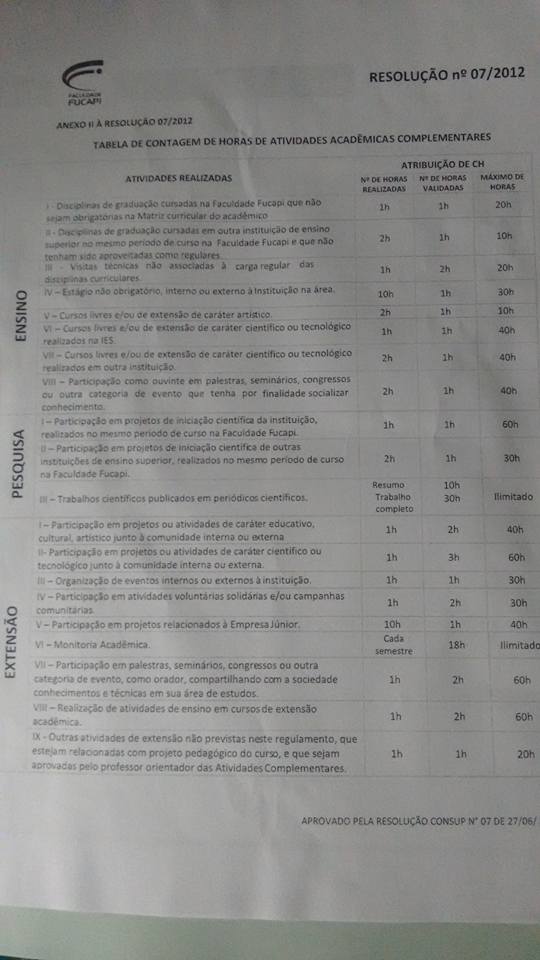 FACULDADE
FUCAPI
RESOLUÇÃO nº 07/2012
ANEXO II À RESOLUÇÃO 07/2012
TABELA DE CONTAGEM DE HORAS DE ATIVIDADES ACADÊMICAS COMPLEMENTARES
ATIVIDADES REALIZADAS
ATRIBUIÇÃO DE CH
Nº DE HORAS REALIZADAS
Nº DE HORAS VALIDADAS
MÁXIMO DE HORAS
ENSINO
I - Disciplinas de graduação cursadas na Faculdade Fucapi que não
sejam obrigatórias na Matriz curricular do acadêmico
1h 1h 20h
II - Disciplinas de graduação cursadas em outra instituição de ensino
superior no mesmo período de curso na Faculdade Fucapi e que não
tenham sido aproveitadas como regulares.
2h 1h 10h
III - Visitas técnicas não associadas à carga regular das
disciplinas curriculares.
1h 2h 20h
IV – Estágio não obrigatório, interno ou externo à Instituição na área.
10h 1h 30h
V – Cursos livres e/ou de extensão de caráter artístico.
2h 1h 10h
VI – Cursos livres e/ou de extensão de caráter científico ou tecnológico
realizados na IES.
1h 1h 40h
VII – Cursos livres e/ou de extensão de caráter científico ou tecnológico
realizados em outra instituição.
2h 1h 40h
VIII – Participação como ouvinte em palestras, seminários, congressos
ou outra categoria de evento que tenha por finalidade socializar
conhecimento.
2h 1h 40h
PESQUISA
I – Participação em projetos de iniciação científica da instituição,
realizados no mesmo período de curso na Faculdade Fucapi.
1h 1h 60h
II – Participação em projetos de iniciação científica de outras
instituições de ensino superior, realizados no mesmo período de curso
na Faculdade Fucapi.
2h 1h 30h
III – Trabalhos científicos publicados em periódicos científicos.
Resumo 10h
Trabalho 30h Ilimitado
completo
EXTENSÃO
I – Participação em projetos ou atividades de caráter educativo,
cultural, artístico junto à comunidade interna ou externa
1h 2h 40h
II- Participação em projetos ou atividades de caráter científico ou
tecnológico junto à comunidade interna ou externa.
1h 3h 60h
III – Organização de eventos internos ou externos à instituição.
1h 1h 30h
IV – Participação em atividades voluntárias solidárias e/ou campanhas
comunitárias.
1h 2h 30h
V – Participação em projetos relacionados à Empresa Júnior.
10h 1h 40h
VI – Monitoria Acadêmica.
Cada
semestre 18h Ilimitado
VII – Participação em palestras, seminários, congressos ou outra
categoria de evento, como orador, compartilhando com a sociedade
conhecimentos e técnicas em sua área de estudos.
1h 2h 60h
VIII – Realização de atividades de ensino em cursos de extensão
acadêmica.
1h 2h 60h
IX - Outras atividades de extensão não previstas neste regulamento, que
estejam relacionadas com projeto pedagógico do curso, e que sejam
aprovadas pelo professor orientador das Atividades Complementares.
1h 1h 20h
APROVADO PELA RESOLUÇÃO CONSUP N° 07 DE 27/06/